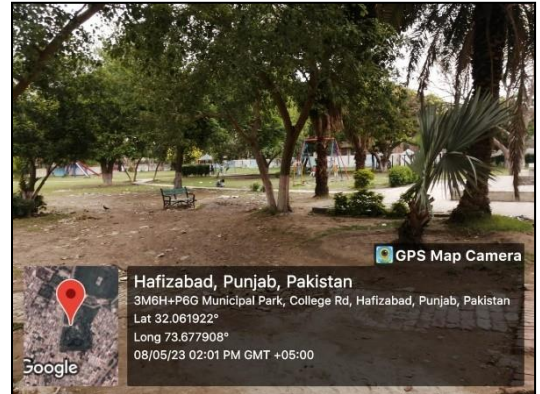 GPS Map Camera
Hafizabad, Punjab, Pakistan
3M6H+P6G Municipal Park, College Rd, Hafizabad, Punjab, Pakistan
Lat 32.061922°
Long 73.677908°
08/05/23 02:01 PM GMT +05:00
Google